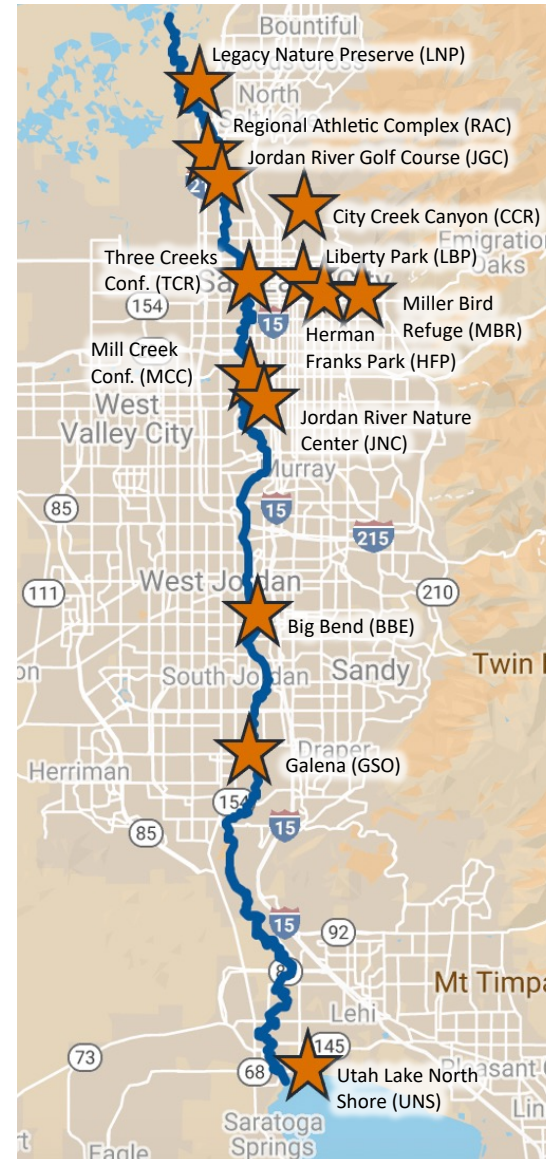 Bountiful
Legacy Nature Preserve (LNP)
North
Regional Athletic Complex (RAC)
Jordan River Golf Course (JGC)
City Creek Canyon (CCR)
Emigration
Oaks
Three Creeks
Conf. (TCR)
Liberty Park (LBP)
154
15
Miller Bird
Refuge (MBR)
Herman
Franks Park (HFP)
Mill Creek
Conf. (MCC)
West
Valley City
Jordan River Nature
Center (JNC)
Murray
85
15
215
West Jordan
111
210
Big Bend (BBE)
South Jordan
Sandy
Twin
Draper
Galena (GSO)
Herriman
154
85
15
15
92
Mt
Lehi
145
73
68
Utah Lake North
Shore (UNS)
Pleasant
Lin
Saratoga
Springs
Eagle